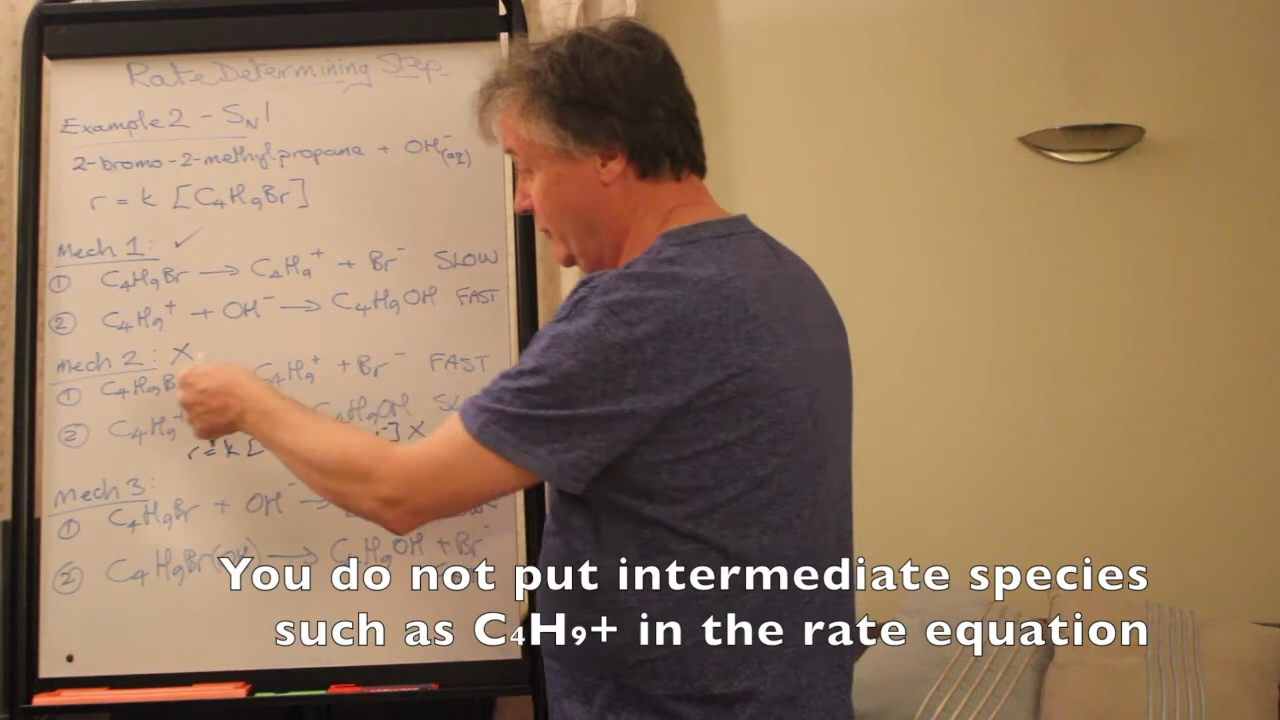 Rate Determining Step
Example 2 - SN1
2-bromo-2-methylpropane + OH⁻(aq)
r = k [C₄H₉Br]
Mech 1: ✓
① C₄H₉Br → C₄H₉⁺ + Br⁻ SLOW
② C₄H₉⁺ + OH⁻ → C₄H₉OH FAST
Mech 2: X
① C₄H₉Br C₄H₉⁺ + Br⁻ FAST
② C₄H₉⁺ C₄H₉OH
r = k [ ] X
Mech 3:
① C₄H₉Br + OH⁻ →
② C₄H₉Br(OH) → C₄H₉OH + Br⁻
You do not put intermediate species
such as C₄H₉+ in the rate equation